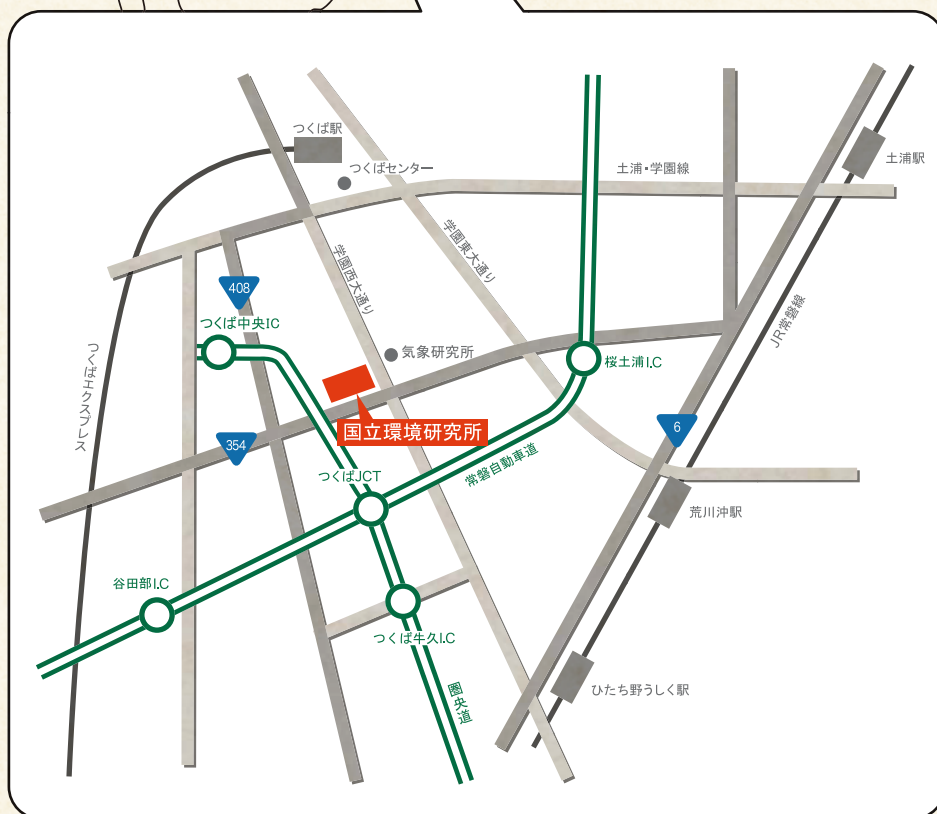 つくば駅
つくばセンター
土浦・学園線
土浦駅
学園西大通り
学園東大通り
408
つくば中央IC
気象研究所
桜土浦I.C
JR常磐線
つくばエクスプレス
354
国立環境研究所
6
つくばJCT
常磐自動車道
荒川沖駅
谷田部I.C
つくば牛久I.C
圏央道
ひたち野うしく駅